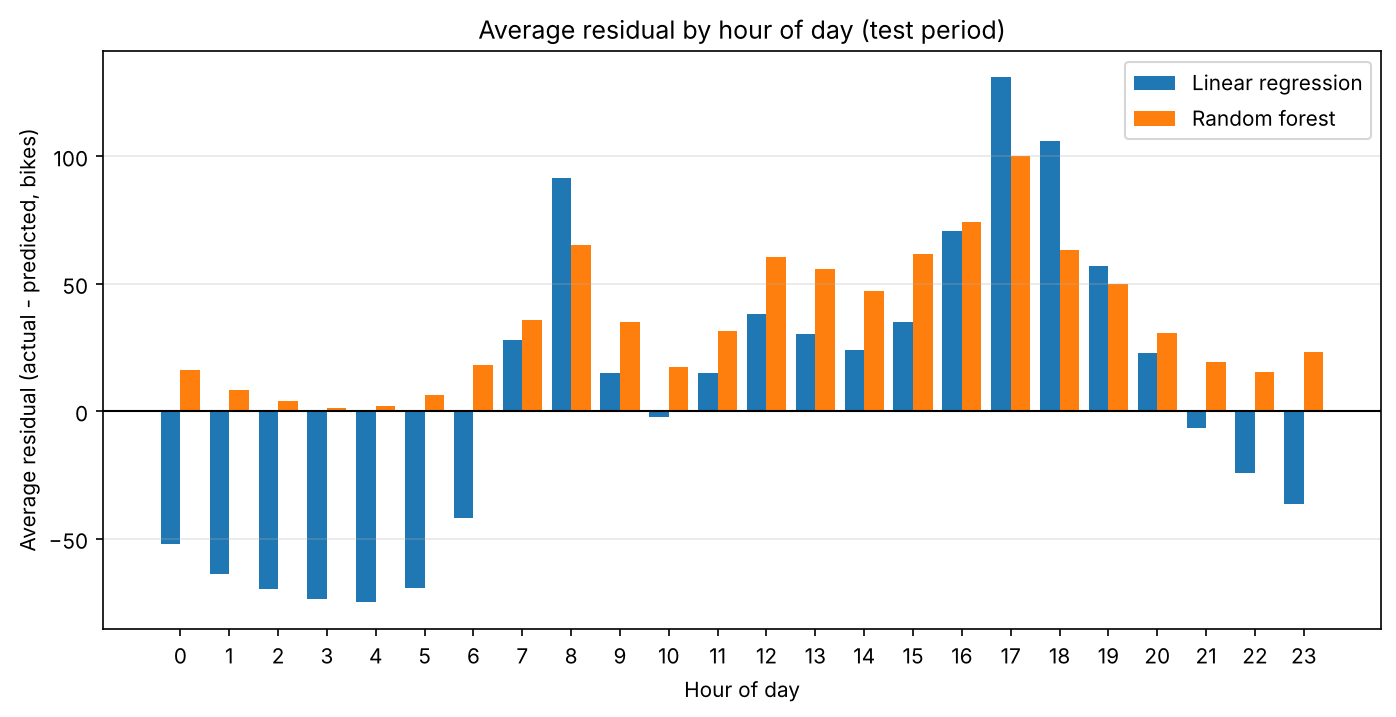 Average residual by hour of day (test period)
Linear regression
Random forest
Average residual (actual - predicted, bikes)
100
50
0
−50
0 1 2 3 4 5 6 7 8 9 10 11 12 13 14 15 16 17 18 19 20 21 22 23
Hour of day